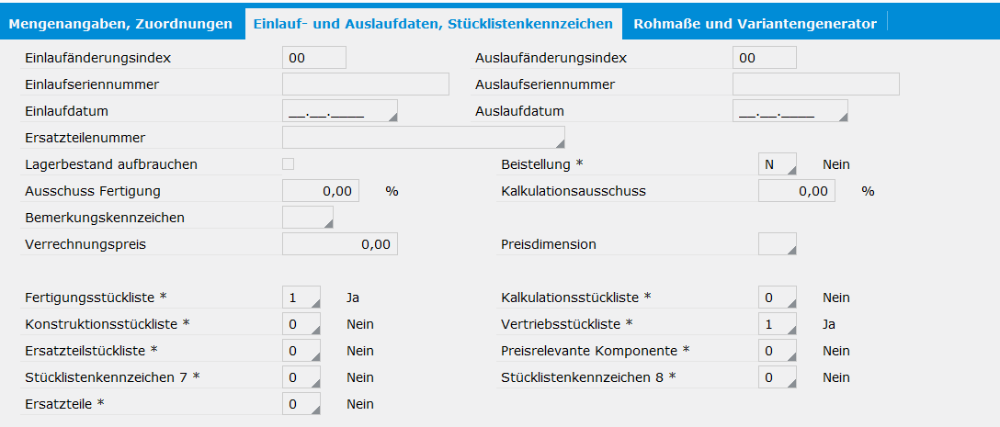 Mengenangaben, Zuordnungen Einlauf- und Auslaufdaten, Stücklistenkennzeichen Rohmaße und Variantengenerator
Einlaufänderungsindex 00 Auslaufänderungsindex 00
Einlaufseriennummer Auslaufseriennummer
Einlaufdatum __.__.____ Auslaufdatum __.__.____
Ersatzteilenummer
Lagerbestand aufbrauchen Beistellung * N Nein
Ausschuss Fertigung 0,00 % Kalkulationsausschuss 0,00 %
Bemerkungskennzeichen
Verrechnungspreis 0,00 Preisdimension
Fertigungsstückliste * 1 Ja Kalkulationsstückliste * 0 Nein
Konstruktionsstückliste * 0 Nein Vertriebsstückliste * 1 Ja
Ersatzteilstückliste * 0 Nein Preisrelevante Komponente * 0 Nein
Stücklistenkennzeichen 7 * 0 Nein Stücklistenkennzeichen 8 * 0 Nein
Ersatzteile * 0 Nein